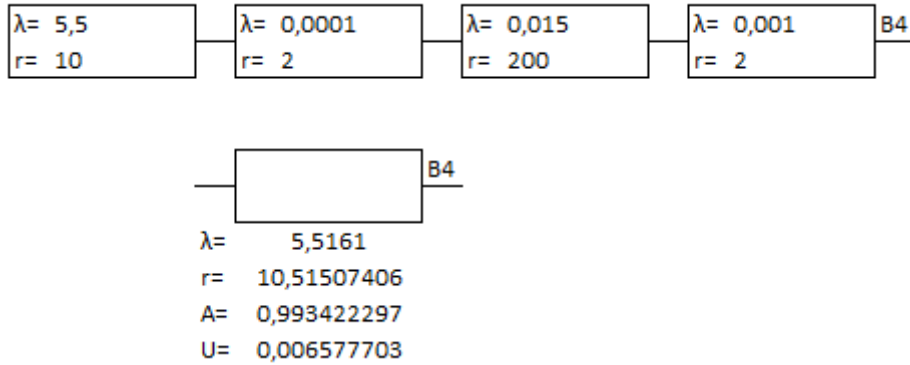 λ= 5,5 λ= 0,0001 λ= 0,015 λ= 0,001 B4
r= 10 r= 2 r= 200 r= 2
B4
λ= 5,5161
r= 10,51507406
A= 0,993422297
U= 0,006577703